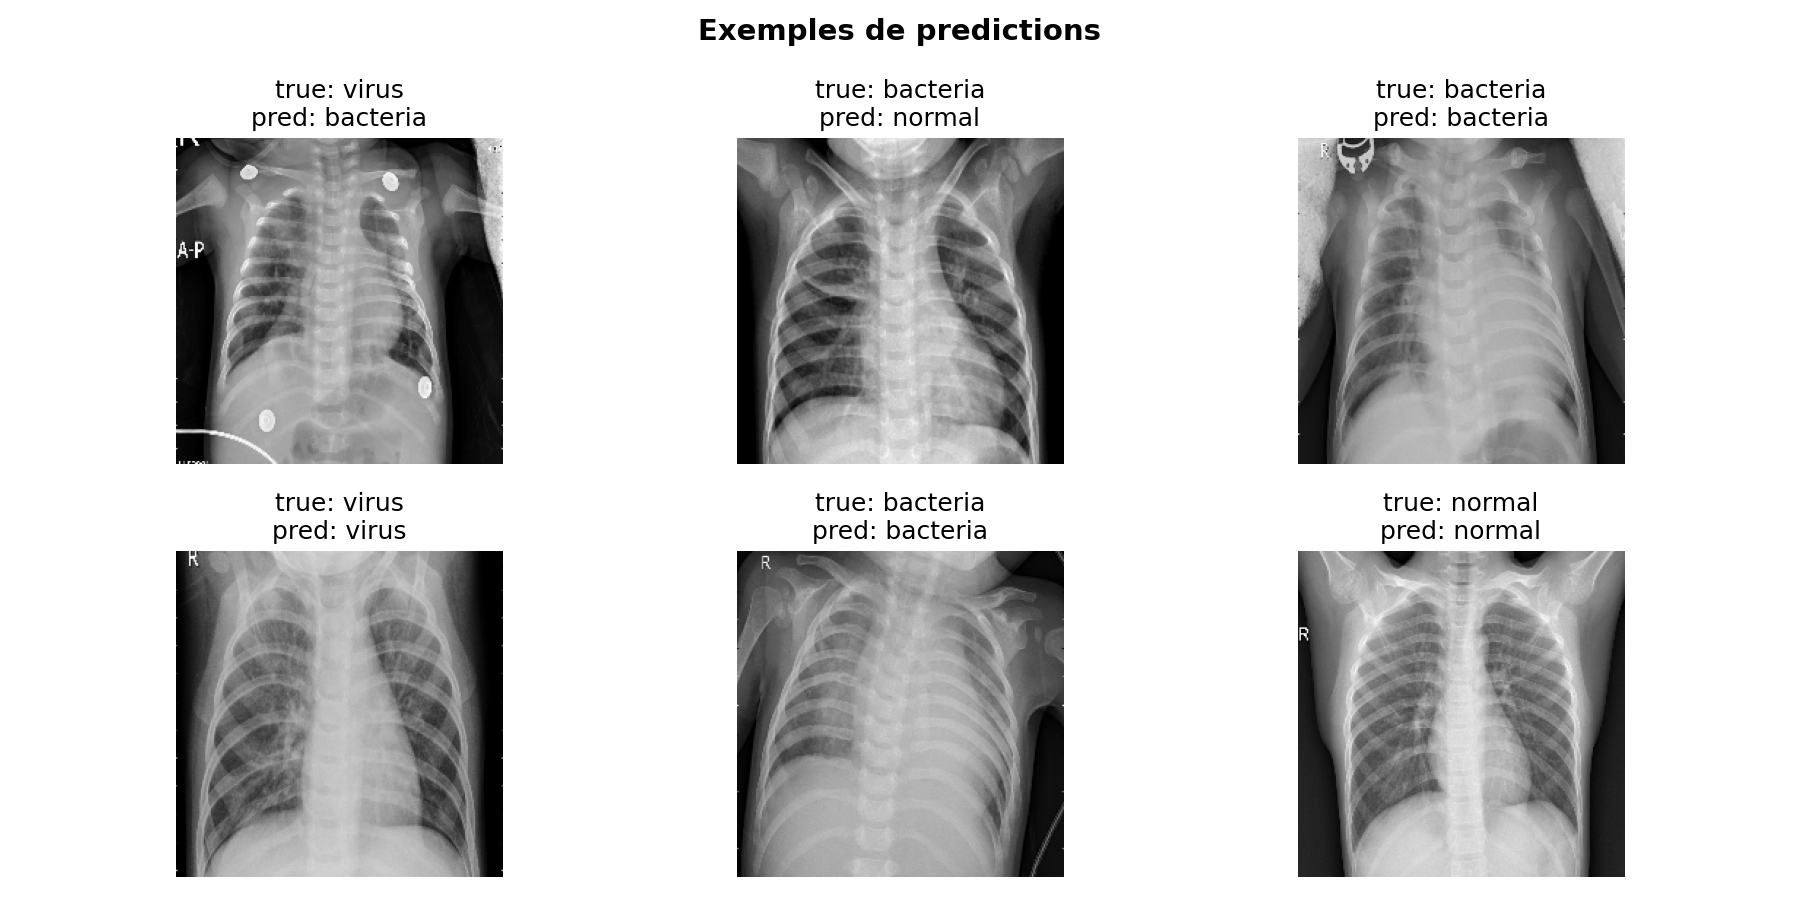 Exemples de predictions
true: virus
pred: bacteria
true: bacteria
pred: normal
true: bacteria
pred: bacteria
A-P
R
true: virus
pred: virus
true: bacteria
pred: bacteria
true: normal
pred: normal
R
R
R